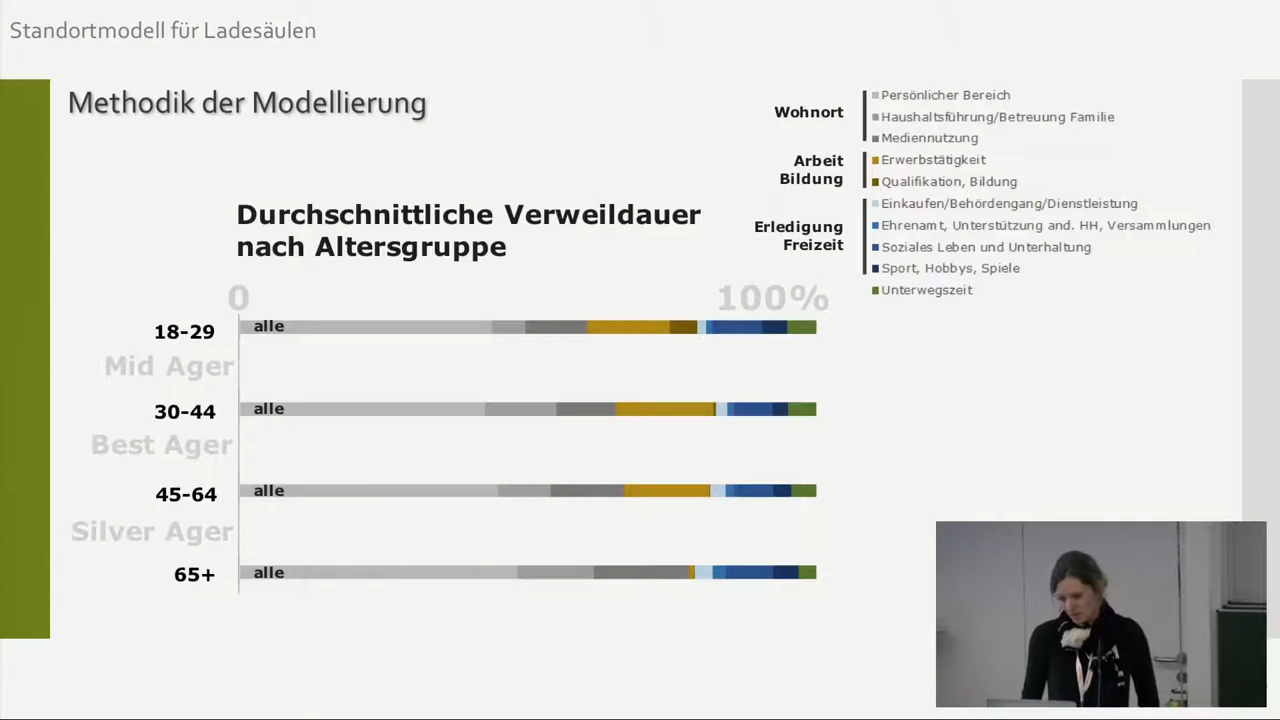 Standortmodell für Ladesäulen
Methodik der Modellierung
Wohnort
Persönlicher Bereich
Haushaltsführung/Betreuung Familie
Mediennutzung
Arbeit
Bildung
Erwerbstätigkeit
Qualifikation, Bildung
Erledigung
Freizeit
Einkaufen/Behördengang/Dienstleistung
Ehrenamt, Unterstützung and. HH, Versammlungen
Soziales Leben und Unterhaltung
Sport, Hobbys, Spiele
Unterwegszeit
Durchschnittliche Verweildauer
nach Altersgruppe
0 100%
18-29 alle
Mid Ager
30-44 alle
Best Ager
45-64 alle
Silver Ager
65+ alle